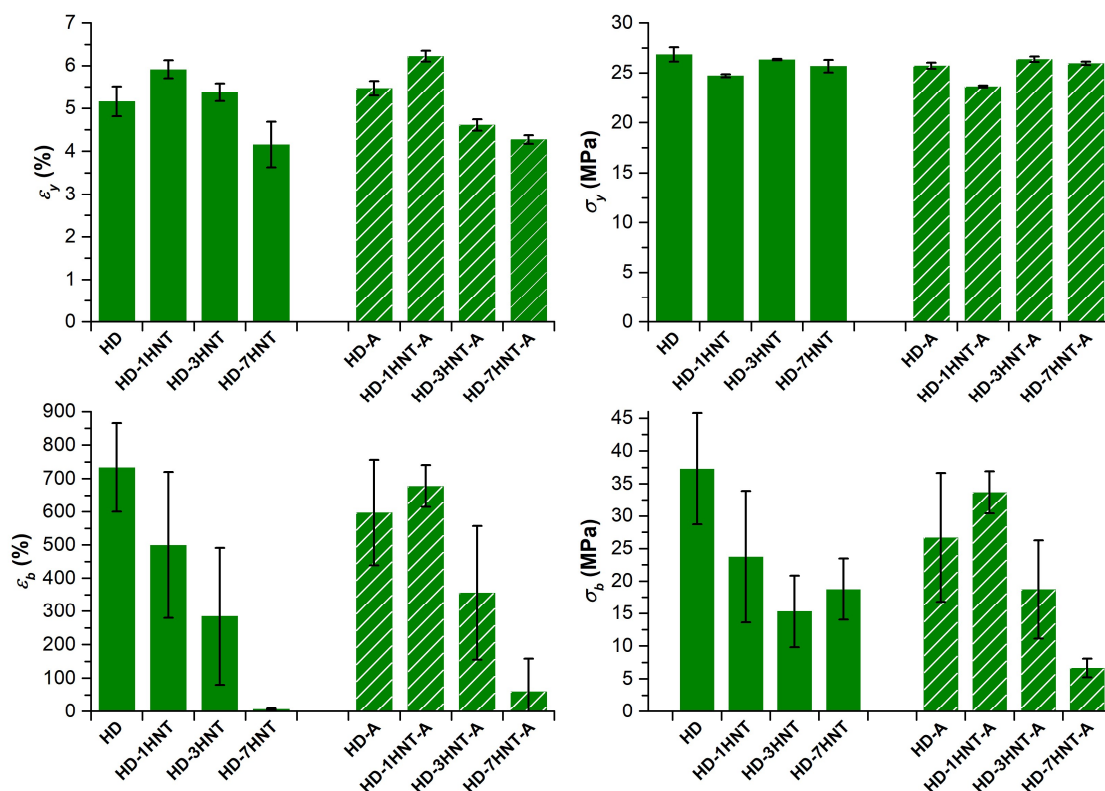 εy (%)
7
6
5
4
3
2
1
0
HD
HD-1HNT
HD-3HNT
HD-7HNT
HD-A
HD-1HNT-A
HD-3HNT-A
HD-7HNT-A
σy (MPa)
30
25
20
15
10
5
0
HD
HD-1HNT
HD-3HNT
HD-7HNT
HD-A
HD-1HNT-A
HD-3HNT-A
HD-7HNT-A
εb (%)
900
800
700
600
500
400
300
200
100
0
HD
HD-1HNT
HD-3HNT
HD-7HNT
HD-A
HD-1HNT-A
HD-3HNT-A
HD-7HNT-A
σb (MPa)
45
40
35
30
25
20
15
10
5
0
HD
HD-1HNT
HD-3HNT
HD-7HNT
HD-A
HD-1HNT-A
HD-3HNT-A
HD-7HNT-A